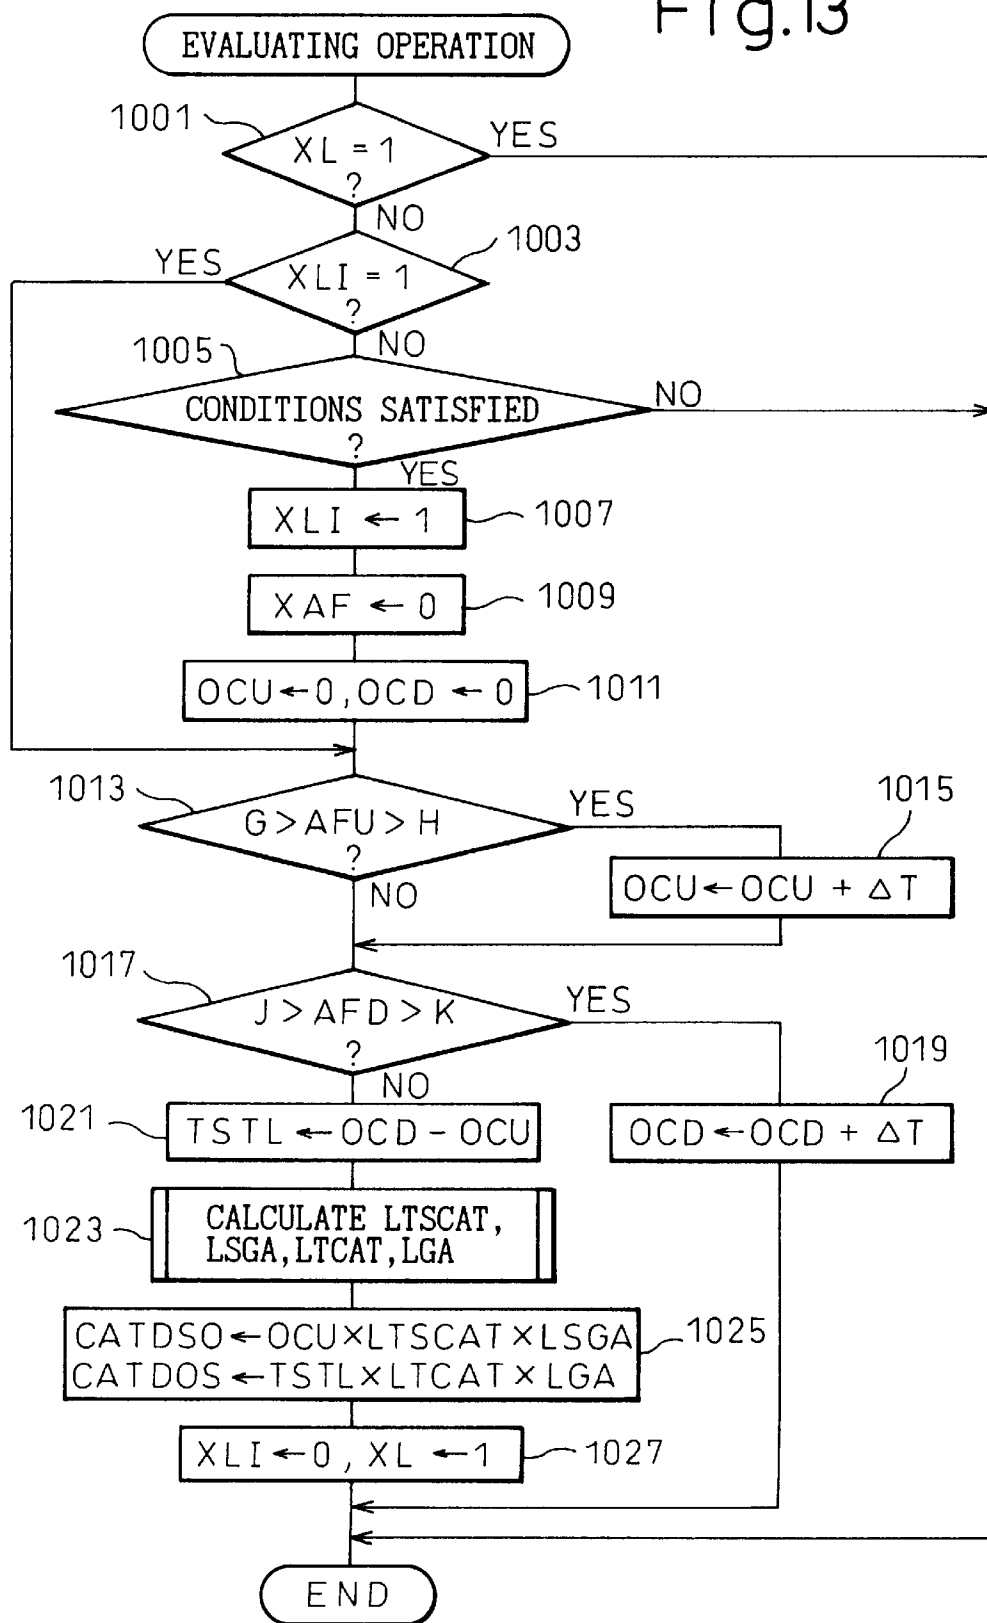 Fig.13
EVALUATING OPERATION
1001
XL = 1
?
YES
NO
1003
YES
XLI = 1
?
NO
1005
CONDITIONS SATISFIED
?
NO
YES
XLI ← 1
1007
XAF ← 0
1009
OCU ← 0, OCD ← 0
1011
1013
G > AFU > H
?
YES
NO
1015
OCU ← OCU + ΔT
1017
J > AFD > K
?
YES
NO
1019
OCD ← OCD + ΔT
1021
TSTL ← OCD - OCU
1023
CALCULATE LTSCAT,
LSGA, LTCAT, LGA
CATDSO ← OCU × LTSCAT × LSGA
CATDOS ← TSTL × LTCAT × LGA
1025
XLI ← 0, XL ← 1
1027
END